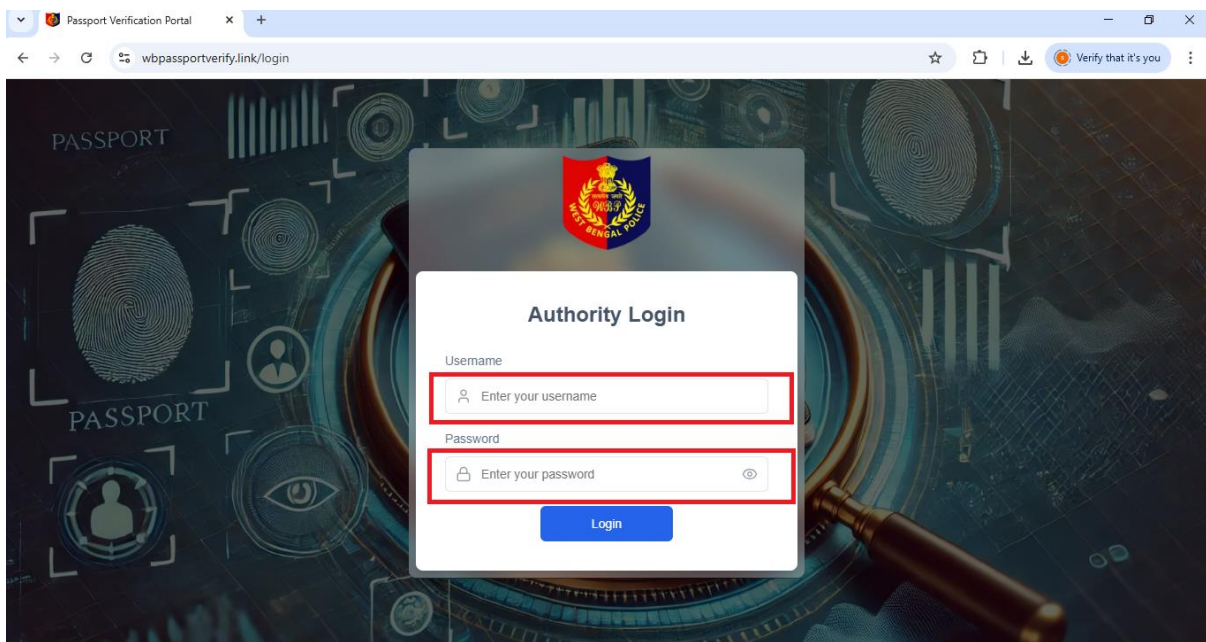 Passport Verification Portal
wbpassportverify.link/login
Verify that it's you
PASSPORT
WBP
WEST BENGAL POLICE
Authority Login
Username
Enter your username
PASSPORT
Password
Enter your password
Login